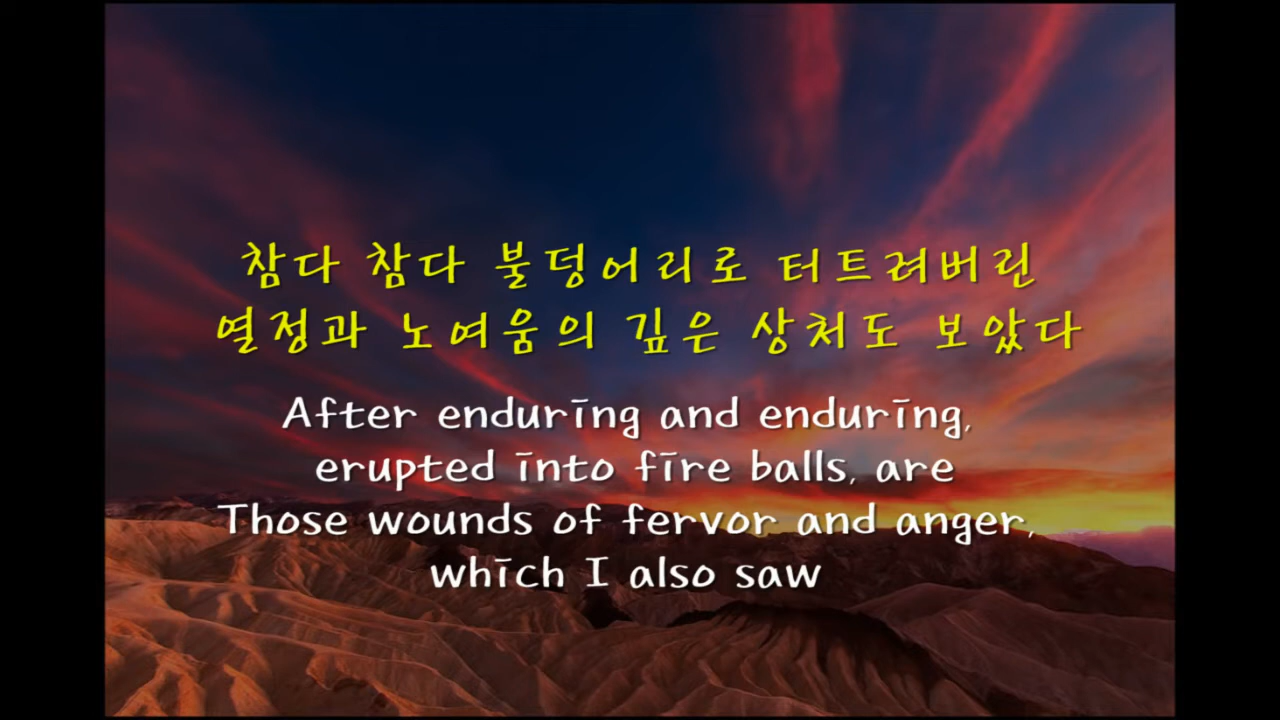 참다 참다 불덩어리로 터트려버린
열정과 노여움의 깊은 상처도 보았다
After enduring and enduring,
erupted into fire balls, are
Those wounds of fervor and anger,
which I also saw